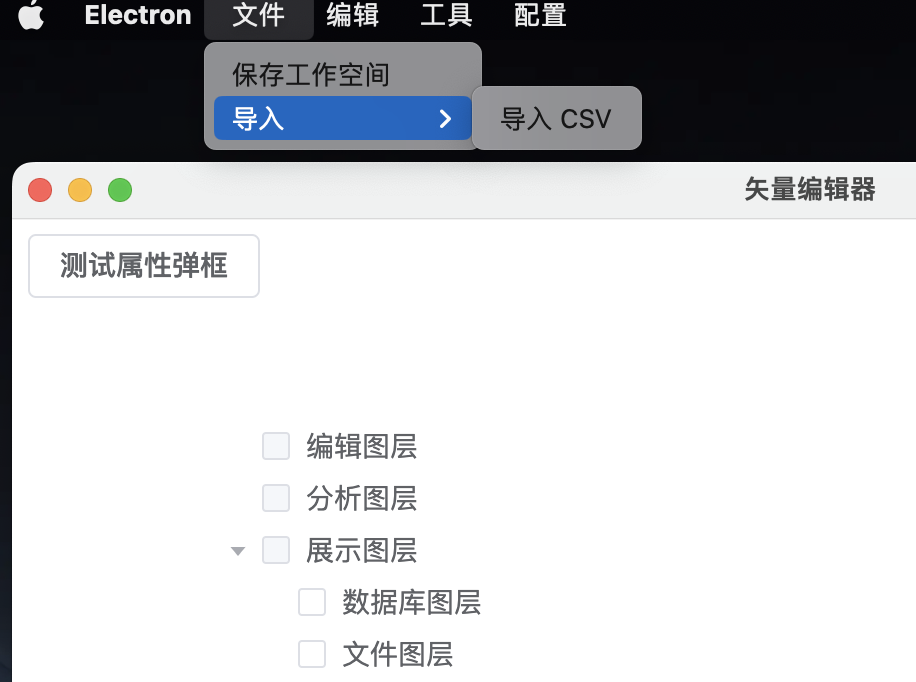 Electron 文件 编辑 工具 配置
保存工作空间
导入
导入 CSV
矢量编辑器
测试属性弹框
编辑图层
分析图层
展示图层
数据库图层
文件图层